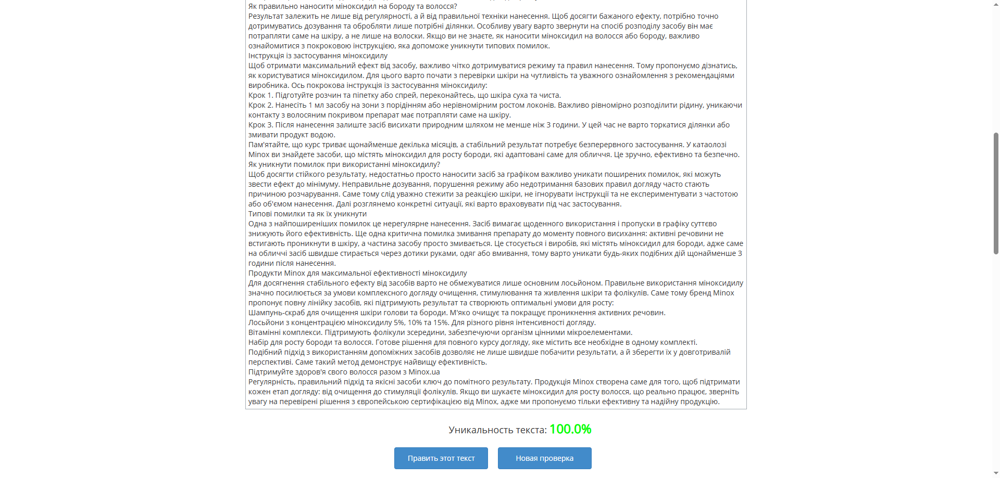 Як правильно наносити міноксидил на бороду та волосся?
Результат залежить не лише від регулярності, а й від правильної техніки нанесення. Щоб досягти бажаного ефекту, потрібно точно
дотримуватись дозування та обробляти лише потрібні ділянки. Особливу увагу варто звернути на спосіб розподілу засобу він має
потрапляти саме на шкіру, а не лише на волоски. Якщо ви не знаєте, як наносити міноксидил на волосся або бороду, важливо
ознайомитися з покроковою інструкцією, яка допоможе уникнути типових помилок.
Інструкція із застосування міноксидилу
Щоб отримати максимальний ефект від засобу, важливо чітко дотримуватися режиму та правил нанесення. Тому пропонуємо дізнатись,
як користуватися міноксидилом. Для цього варто почати з перевірки шкіри на чутливість та уважного ознайомлення з рекомендаціями
виробника. Ось покрокова інструкція із застосування міноксидилу:
Крок 1. Підготуйте розчин та піпетку або спрей, переконайтесь, що шкіра суха та чиста.
Крок 2. Нанесіть 1 мл засобу на зони з порідінням або нерівномірним ростом локонів. Важливо рівномірно розподілити рідину, уникаючи
контакту з волосяним покривом препарат має потрапляти саме на шкіру.
Крок 3. Після нанесення залиште засіб висихати природним шляхом не менше ніж 3 години. У цей час не варто торкатися ділянки або
змивати продукт водою.
Пам'ятайте, що курс триває щонайменше декілька місяців, а стабільний результат потребує безперервного застосування. У катаолозі
Minox ви знайдете засоби, що містять міноксидил для росту бороди, які адаптовані саме для обличчя. Це зручно, ефективно та безпечно.
Як уникнути помилок при використанні міноксидилу?
Щоб досягти стійкого результату, недостатньо просто наносити засіб за графіком важливо уникати поширених помилок, які можуть
звести ефект до мінімуму. Неправильне дозування, порушення режиму або недотримання базових правил догляду часто стають
причиною розчарування. Саме тому слід уважно стежити за реакцією шкіри, не ігнорувати інструкції та не експериментувати з частотою
або об'ємом нанесення. Далі розглянемо конкретні ситуації, які варто враховувати під час застосування.
Типові помилки та як їх уникнути
Одна з найпоширеніших помилок це нерегулярне нанесення. Засіб вимагає щоденного використання і пропуски в графіку суттєво
знижують його ефективність. Ще одна критична помилка змивання препарату до моменту повного висихання: активні речовини не
встигають проникнути в шкіру, а частина засобу просто змивається. Це стосується і виробів, які містять міноксидил для бороди, адже саме
на обличчі засіб швидше стирається через дотики руками, одяг або вмивання, тому варто уникати будь-яких подібних дій щонайменше 3
години після нанесення.
Продукти Minox для максимальної ефективності міноксидилу
Для досягнення стабільного ефекту від засобів варто не обмежуватися лише основним лосьйоном. Правильне використання міноксидилу
значно посилюється за умови комплексного догляду очищення, стимулювання та живлення шкіри та фолікулів. Саме тому бренд Minox
пропонує повну лінійку засобів, які підтримують результат та створюють оптимальні умови для росту:
Шампунь-скраб для очищення шкіри голови та бороди. М'яко очищує та покращує проникнення активних речовин.
Лосьйони з концентрацією міноксидилу 5%, 10% та 15%. Для різного рівня інтенсивності догляду.
Вітамінні комплекси. Підтримують фолікули зсередини, забезпечуючи організм цінними мікроелементами.
Набір для росту бороди та волосся. Готове рішення для повного курсу догляду, яке містить все необхідне в одному комплекті.
Подібний підхід з використанням допоміжних засобів дозволяє не лише швидше побачити результати, а й зберегти їх у довготривалій
перспективі. Саме такий метод демонструє найвищу ефективність.
Підтримуйте здоров'я свого волосся разом з Minox.ua
Регулярність, правильний підхід та якісні засоби ключ до помітного результату. Продукція Minox створена саме для того, щоб підтримати
кожен етап догляду: від очищення до стимуляції фолікулів. Якщо ви шукаєте міноксидил для росту волосся, що реально працює, зверніть
увагу на перевірені рішення з європейською сертифікацією від Minox, адже ми пропонуємо тільки ефективну та надійну продукцію.
Уникальность текста: 100.0%
Править этот текст
Новая проверка